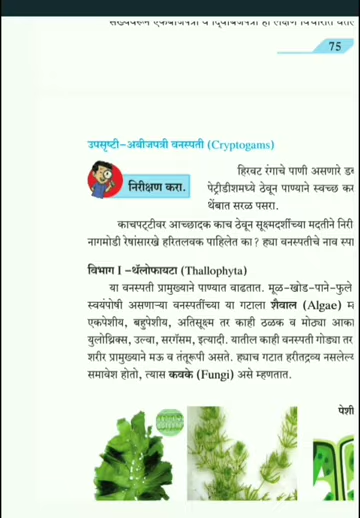 75
उपसृष्टी-अबीजपत्री वनस्पती (Cryptogams)
हिरवट रंगाचे पाणी असणारे
निरीक्षण करा.
पेट्रीडीशमध्ये ठेवून पाण्याने स्वच्छ
थेंबात सरळ पसरा.
काचपट्टीवर आच्छादक काच ठेवून सूक्ष्मदर्शीच्या मदतीने निरी
नागमोडी रेषांसारखे हरितलवक पाहिलेत का? ह्या वनस्पतीचे नाव स्पा
विभाग I -थॅलोफायटा (Thallophyta)
या वनस्पती प्रामुख्याने पाण्यात वाढतात. मूळ-खोड-पाने-फुले
स्वयंपोषी असणाऱ्या वनस्पतींच्या या गटाला शैवाल (Algae)
एकपेशीय, बहुपेशीय, अतिसूक्ष्म तर काही ठळक व मोठ्या आका
युलोथ्रिक्स, उल्वा, सरगॅसम, इत्यादी. यातील काही वनस्पती गोड्या तर
शरीर प्रामुख्याने मऊ व तंतूरूपी असते. ह्याच गटात हरीतद्रव्य नसलेल्य
समावेश होतो, त्यास कवके (Fungi) असे म्हणतात.
पेशी